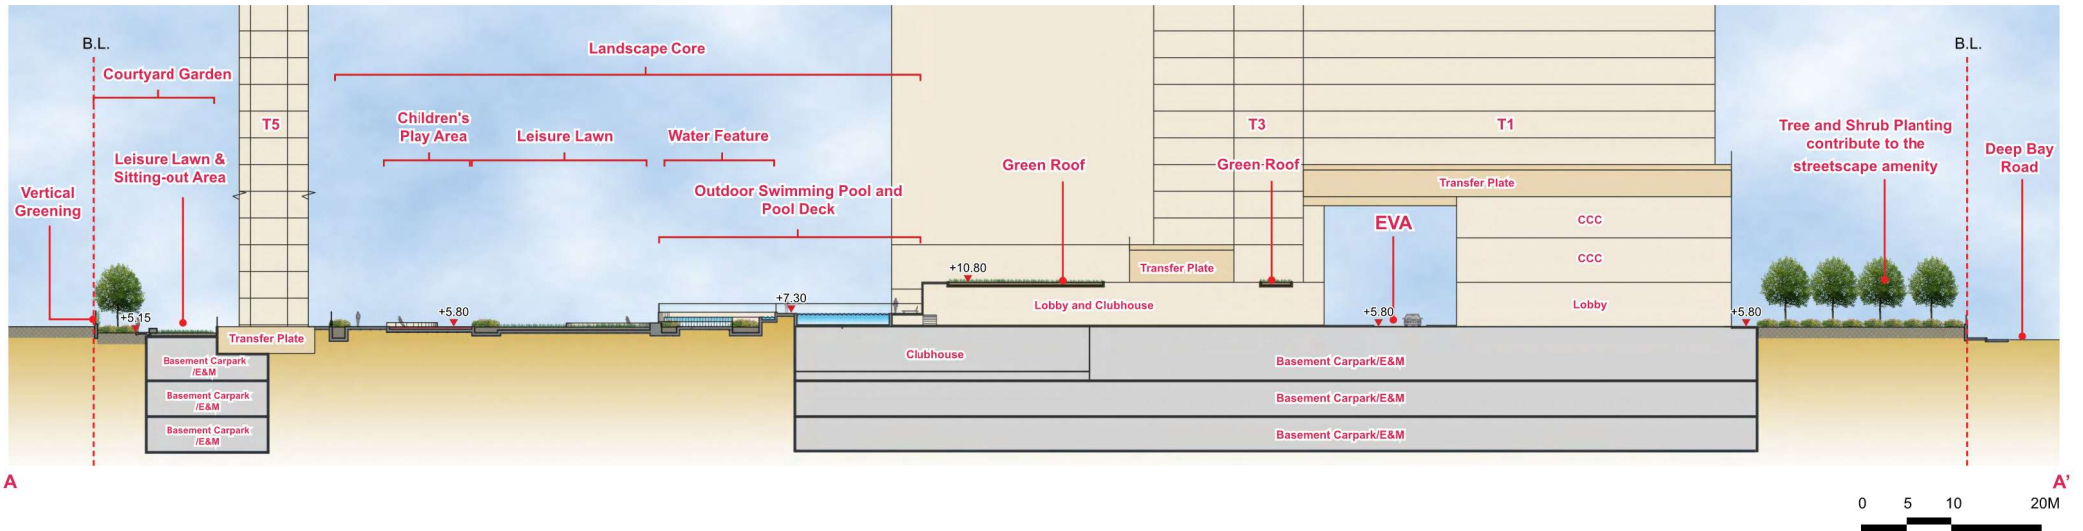 B.L.
Courtyard Garden
Vertical
Greening
Leisure Lawn &
Sitting-out Area
+5.15
T5
Transfer Plate
Basement Carpark
/E&M
Basement Carpark
/E&M
Basement Carpark
/E&M
Landscape Core
Children's
Play Area
Leisure Lawn
Water Feature
Outdoor Swimming Pool and
Pool Deck
+5.80
+7.30
Green Roof
+10.80
Transfer Plate
Lobby and Clubhouse
T3
Green Roof
T1
Transfer Plate
EVA
+5.80
CCC
CCC
Lobby
+5.80
Clubhouse
Basement Carpark/E&M
Basement Carpark/E&M
Basement Carpark/E&M
Tree and Shrub Planting
contribute to the
streetscape amenity
B.L.
Deep Bay
Road
A
A'
0 5 10 20M